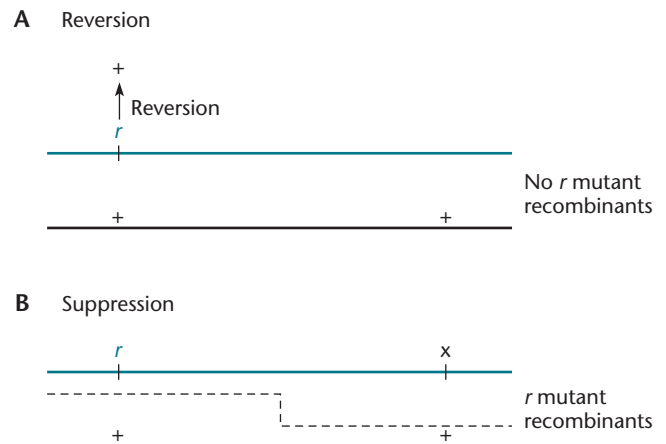 A Reversion
+
Reversion
r
No r mutant
recombinants
+ +
B Suppression
r x
r mutant
recombinants
+ +